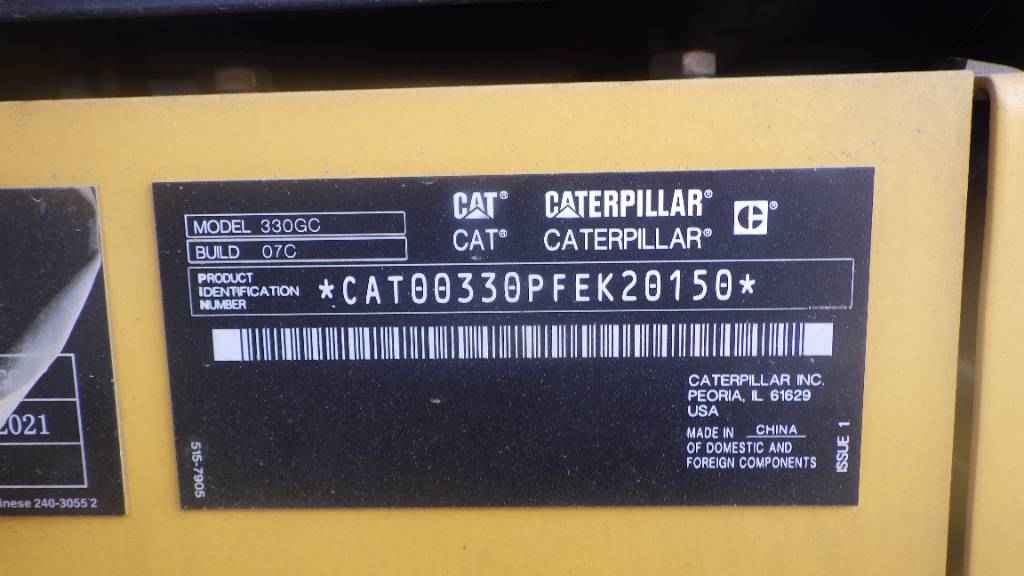 CAT® CATERPILLAR® C®
CAT® CATERPILLAR®
MODEL 330GC
BUILD 07C
PRODUCT IDENTIFICATION NUMBER
*CAT00330PFEK20150*
CATERPILLAR INC.
PEORIA, IL 61629
USA
MADE IN CHINA
OF DOMESTIC AND
FOREIGN COMPONENTS
ISSUE 1
515-7905
2021
inese 240-3055 2